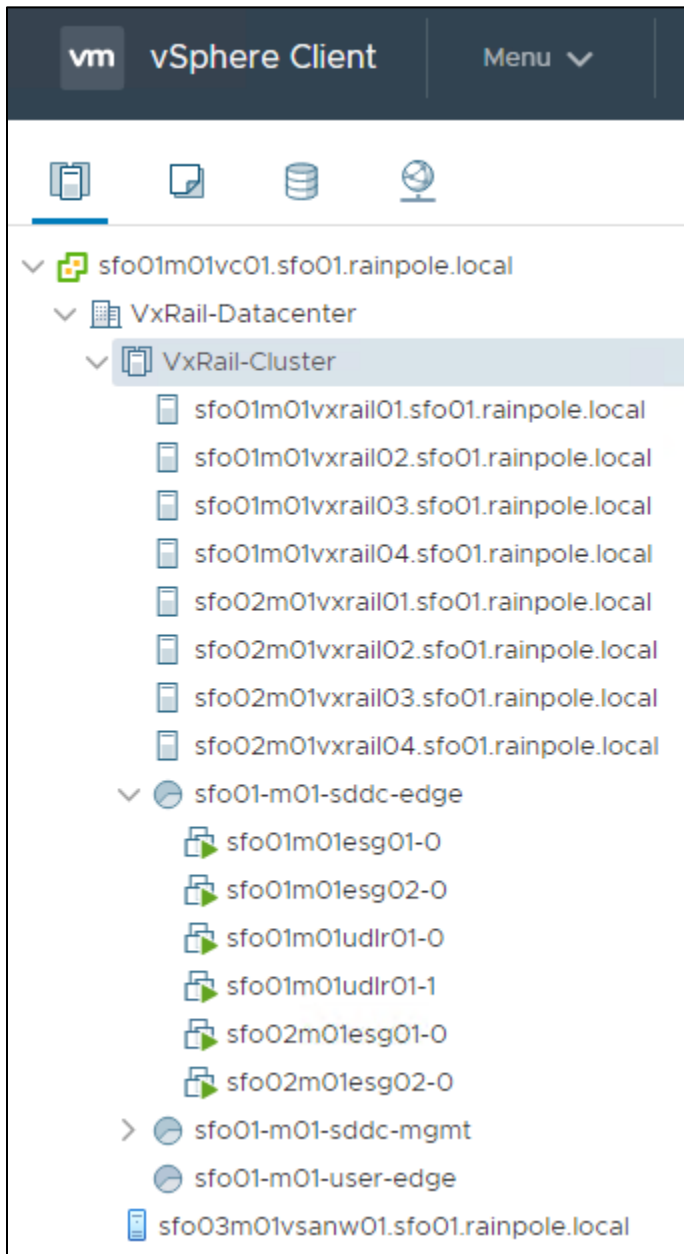 vm vSphere Client Menu
sfo01m01vc01.sfo01.rainpole.local
VxRail-Datacenter
VxRail-Cluster
sfo01m01vxrail01.sfo01.rainpole.local
sfo01m01vxrail02.sfo01.rainpole.local
sfo01m01vxrail03.sfo01.rainpole.local
sfo01m01vxrail04.sfo01.rainpole.local
sfo02m01vxrail01.sfo01.rainpole.local
sfo02m01vxrail02.sfo01.rainpole.local
sfo02m01vxrail03.sfo01.rainpole.local
sfo02m01vxrail04.sfo01.rainpole.local
sfo01-m01-sddc-edge
sfo01m01esg01-0
sfo01m01esg02-0
sfo01m01udlr01-0
sfo01m01udlr01-1
sfo02m01esg01-0
sfo02m01esg02-0
sfo01-m01-sddc-mgmt
sfo01-m01-user-edge
sfo03m01vsanw01.sfo01.rainpole.local